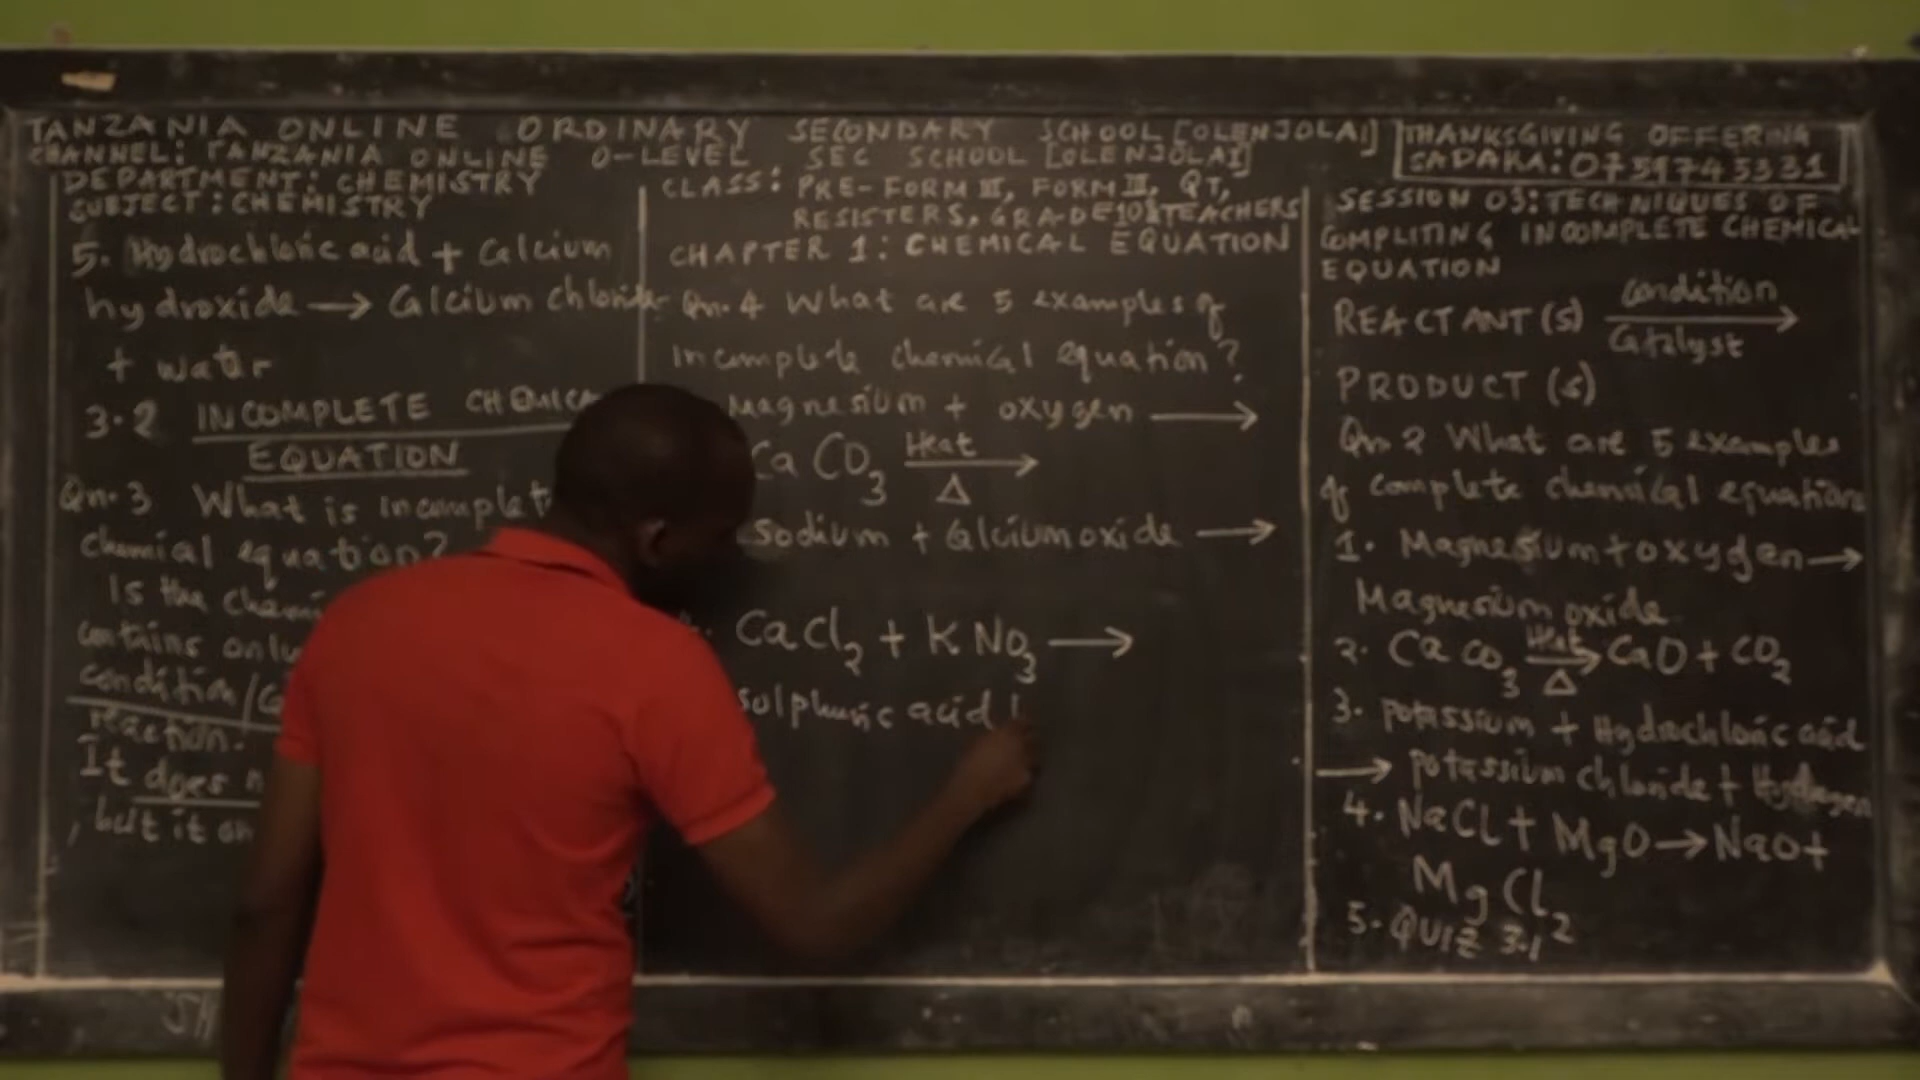 TANZANIA ONLINE ORDINARY SECONDARY SCHOOL [OLENJOLAI]
CHANNEL: TANZANIA ONLINE O-LEVEL SEC SCHOOL [OLENJOLAI]
THANKSGIVING OFFERING
SADAKA: 0759745331
DEPARTMENT: CHEMISTRY
SUBJECT: CHEMISTRY
5. Hydrochloric acid + Calcium
hydroxide → Calcium chloride
+ water
3.2 INCOMPLETE
EQUATION
Qn.3 What is
chemial equation?
Is the
contains
condition/
reaction.
It does
, but it
CLASS: PRE-FORM III, FORM III, QT,
RESISTERS, GRADE 10 & TEACHERS
CHAPTER 1: CHEMICAL EQUATION
Qn.4 What are 5 examples of
incomplete chemical equation?
Magnesium + oxygen →
CaCO3 Heat → Δ
Sodium + Calcium oxide →
CaCl2 + KNO3 →
Sulphuric acid
SESSION 03: TECHNIQUES OF
COMPLITING INCOMPLETE CHEMICAL
EQUATION
REACTANT(S) condition → Catalyst
PRODUCT (s)
Qn 2 What are 5 examples
of complete chemical equations
1. Magnesium + oxygen →
Magnesium oxide
2. CaCO3 Heat → Δ CaO + CO2
3. potassium + Hydrochloric acid
→ potassium chloride + Hydrogen
4. NaCl + MgO → NaO +
MgCl2
5. QUIZ 3.1